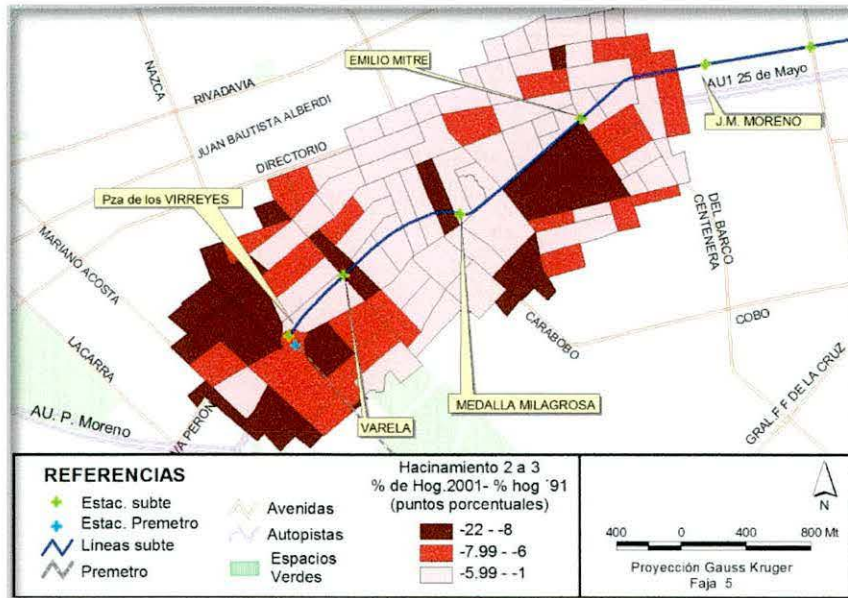 EMILIO MITRE
NAZCA
RIVADAVIA
AU1 25 de Mayo
JUAN BAUTISTA ALBERDI
J.M. MORENO
DIRECTORIO
Pza de los VIRREYES
DEL BARCO
CENTENERA
MARIANO ACOSTA
CARABOBO
COBO
LACARRA
MEDALLA MILAGROSA
GRAL F F DE LA CRUZ
VARELA
AU. P. Moreno
VA PERON
REFERENCIAS
Estac. subte
Estac. Premetro
Líneas subte
Premetro
Avenidas
Autopistas
Espacios
Verdes
Hacinamiento 2 a 3
% de Hog.2001- % hog ´91
(puntos porcentuales)
-22 - -8
-7.99 - -6
-5.99 - -1
N
400 0 400 800 Mt
Proyección Gauss Kruger
Faja 5